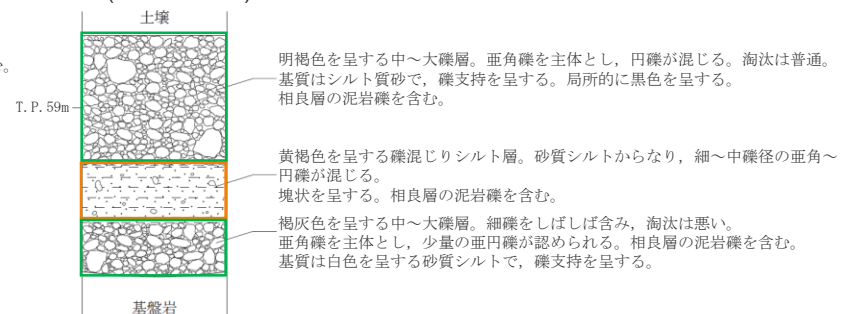 土壌
明褐色を呈する中～大礫層。亜角礫を主体とし，円礫が混じる。淘汰は普通。
基質はシルト質砂で，礫支持を呈する。局所的に黒色を呈する。
相良層の泥岩礫を含む。
T.P.59m
黄褐色を呈する礫混じりシルト層。砂質シルトからなり，細～中礫径の亜角～
円礫が混じる。
塊状を呈する。相良層の泥岩礫を含む。
褐灰色を呈する中～大礫層。細礫をしばしば含み，淘汰は悪い。
亜角礫を主体とし，少量の亜円礫が認められる。相良層の泥岩礫を含む。
基質は白色を呈する砂質シルトで，礫支持を呈する。
基盤岩